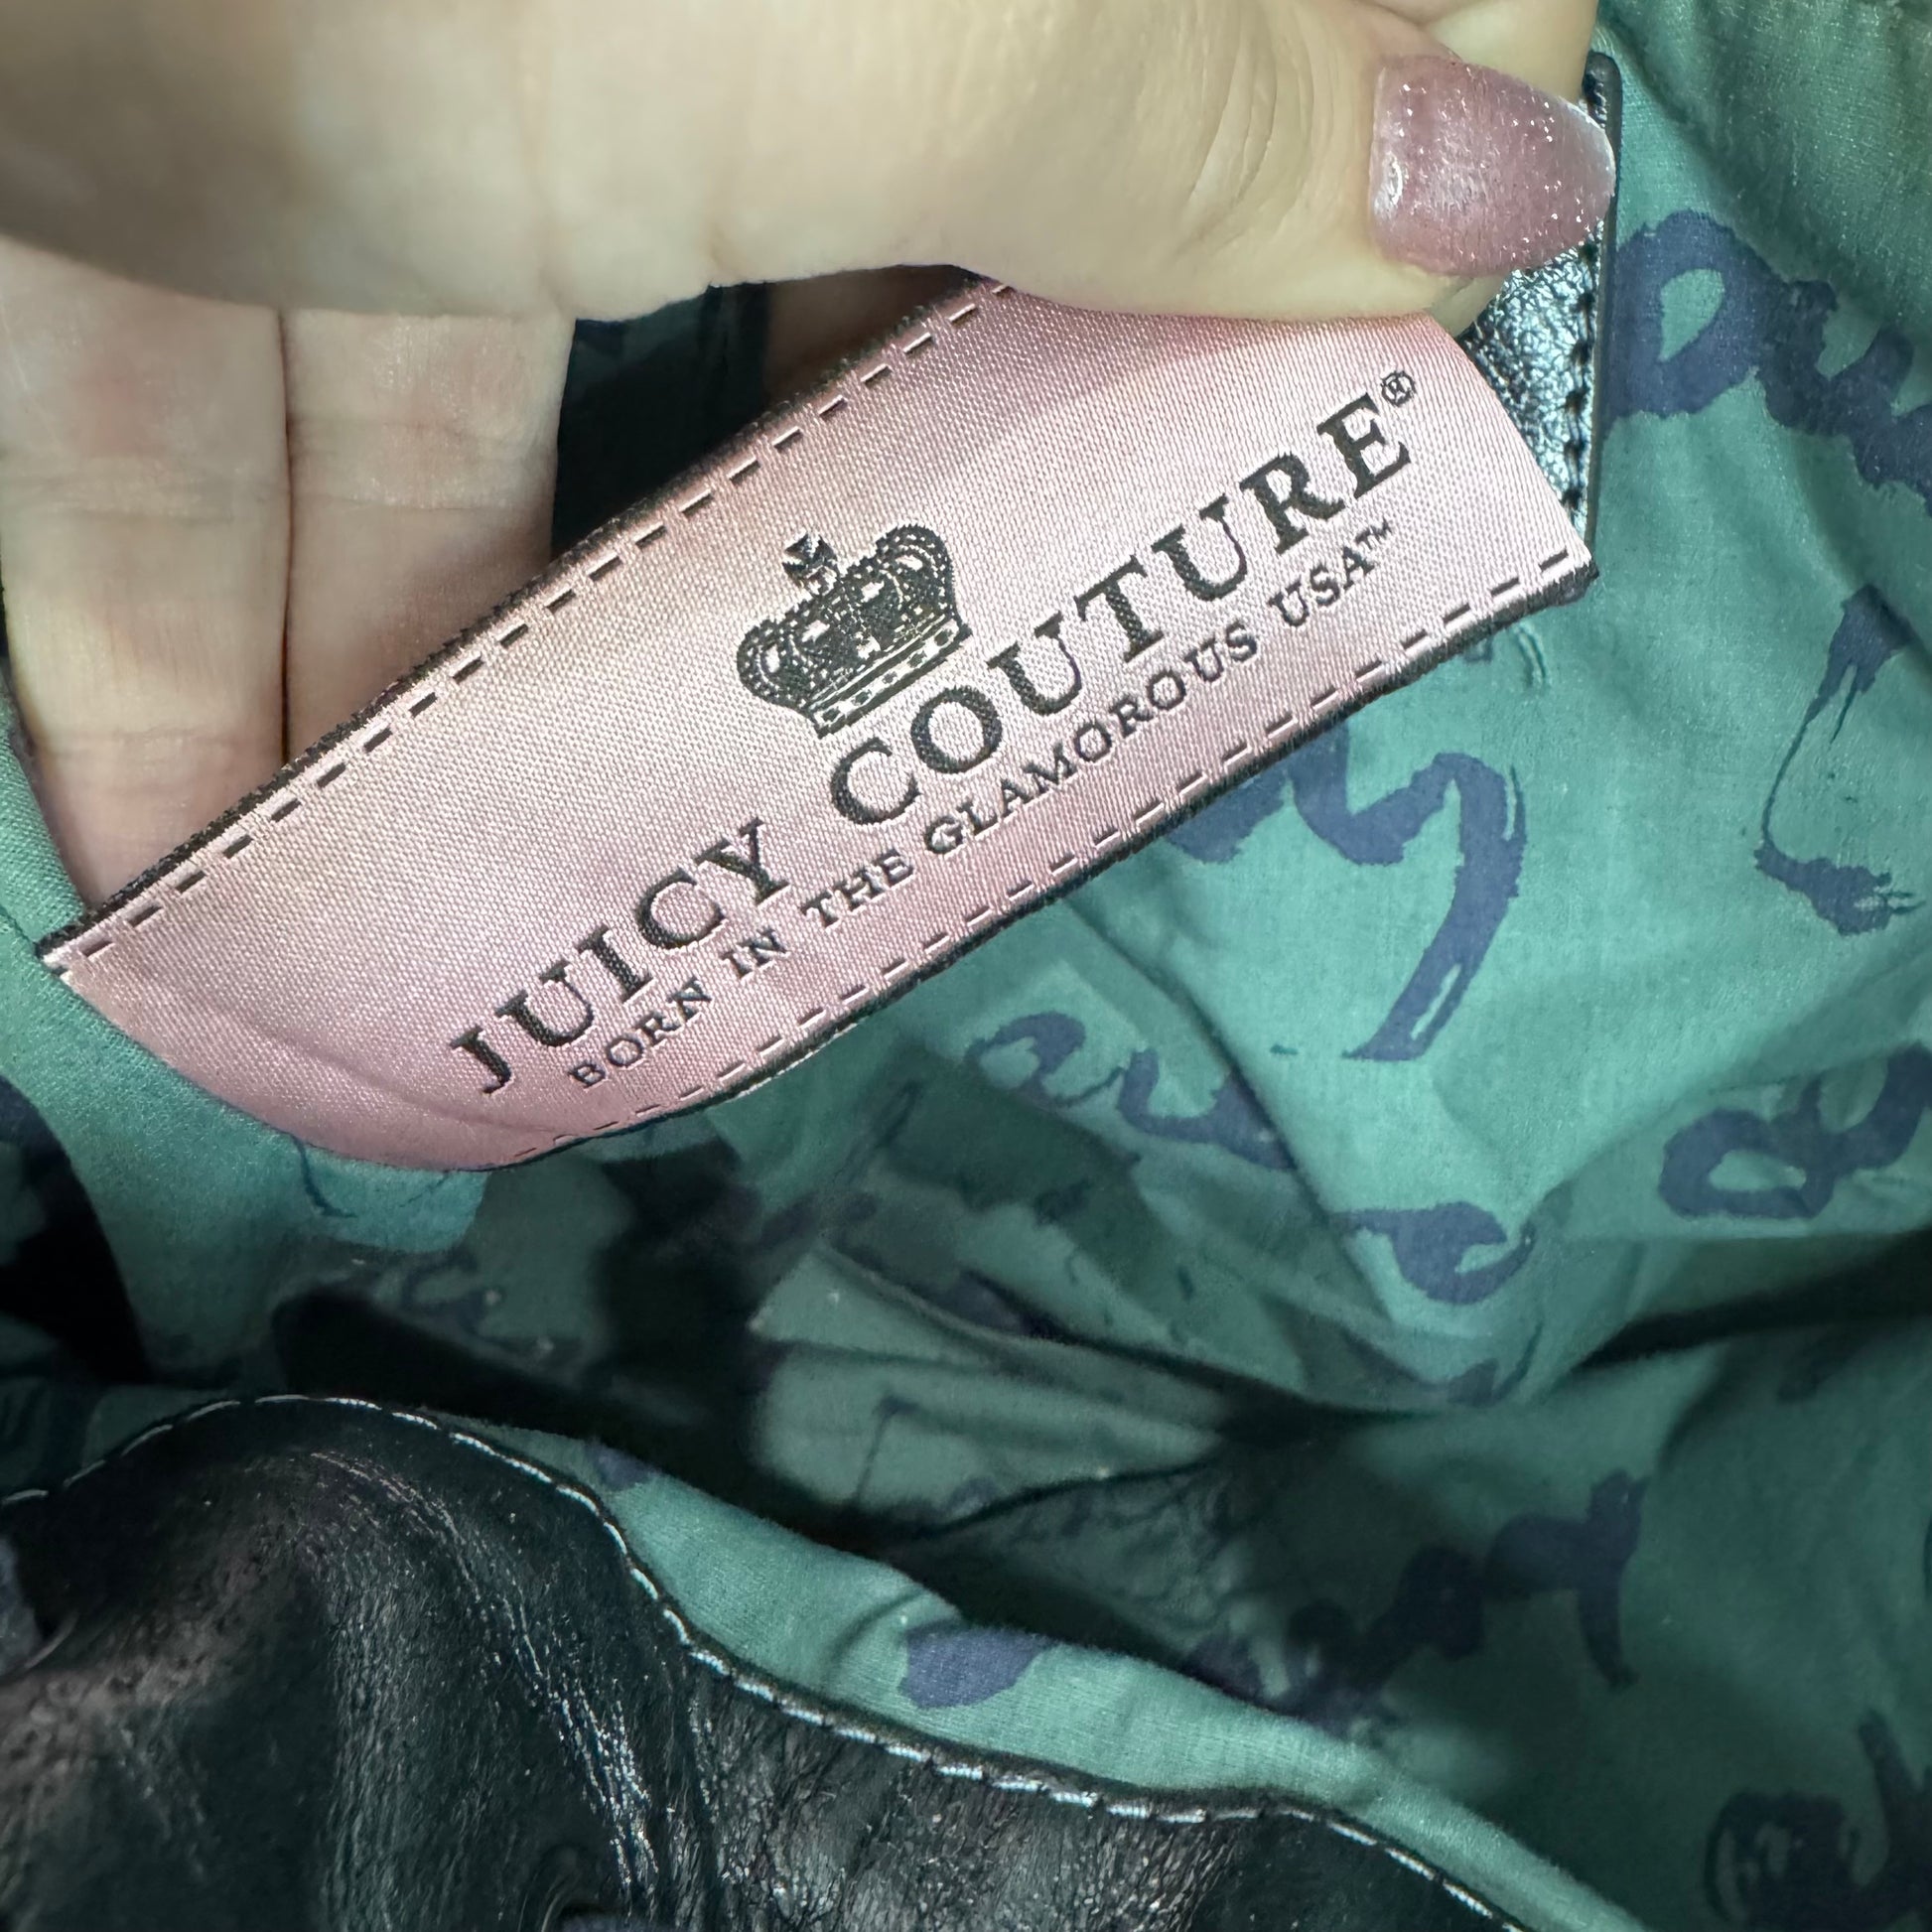 JUICY COUTURE®
BORN IN THE GLAMOROUS USA™